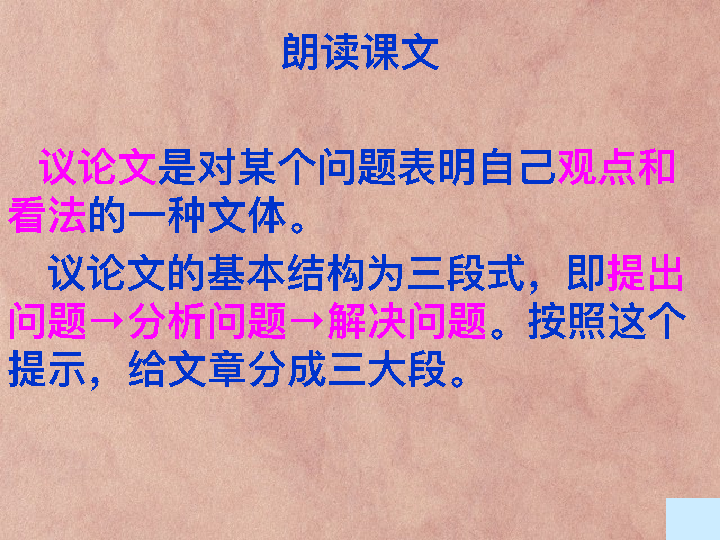 朗读课文
议论文是对某个问题表明自己观点和
看法的一种文体。
议论文的基本结构为三段式，即提出
问题→分析问题→解决问题。按照这个
提示，给文章分成三大段。